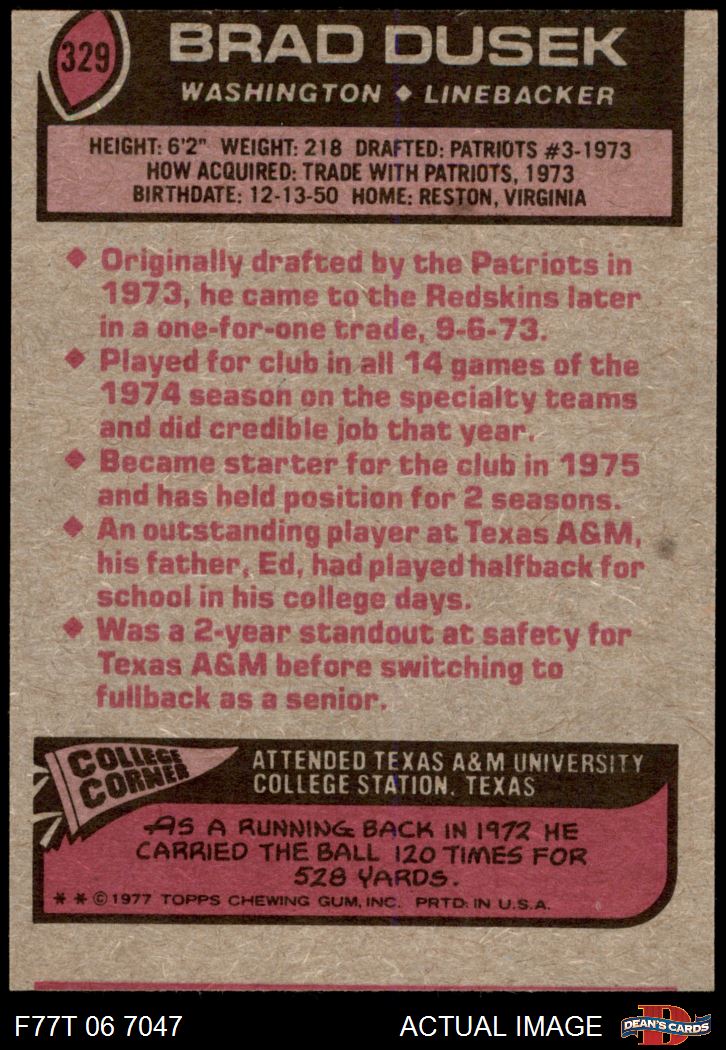 329
BRAD DUSEK
WASHINGTON ♦ LINEBACKER
HEIGHT: 6'2" WEIGHT: 218 DRAFTED: PATRIOTS #3-1973
HOW ACQUIRED: TRADE WITH PATRIOTS, 1973
BIRTHDATE: 12-13-50 HOME: RESTON, VIRGINIA
♦ Originally drafted by the Patriots in
1973, he came to the Redskins later
in a one-for-one trade, 9-6-73.
♦ Played for club in all 14 games of the
1974 season on the specialty teams
and did credible job that year.
♦ Became starter for the club in 1975
and has held position for 2 seasons.
♦ An outstanding player at Texas A&M,
his father, Ed, had played halfback for
school in his college days.
♦ Was a 2-year standout at safety for
Texas A&M before switching to
fullback as a senior.
COLLEGE
CORNER
ATTENDED TEXAS A&M UNIVERSITY
COLLEGE STATION, TEXAS
AS A RUNNING BACK IN 1972 HE
CARRIED THE BALL 120 TIMES FOR
528 YARDS.
* * © 1977 TOPPS CHEWING GUM, INC. PRTD. IN U.S.A.
F77T 06 7047
ACTUAL IMAGE
D
DEAN'S CARDS